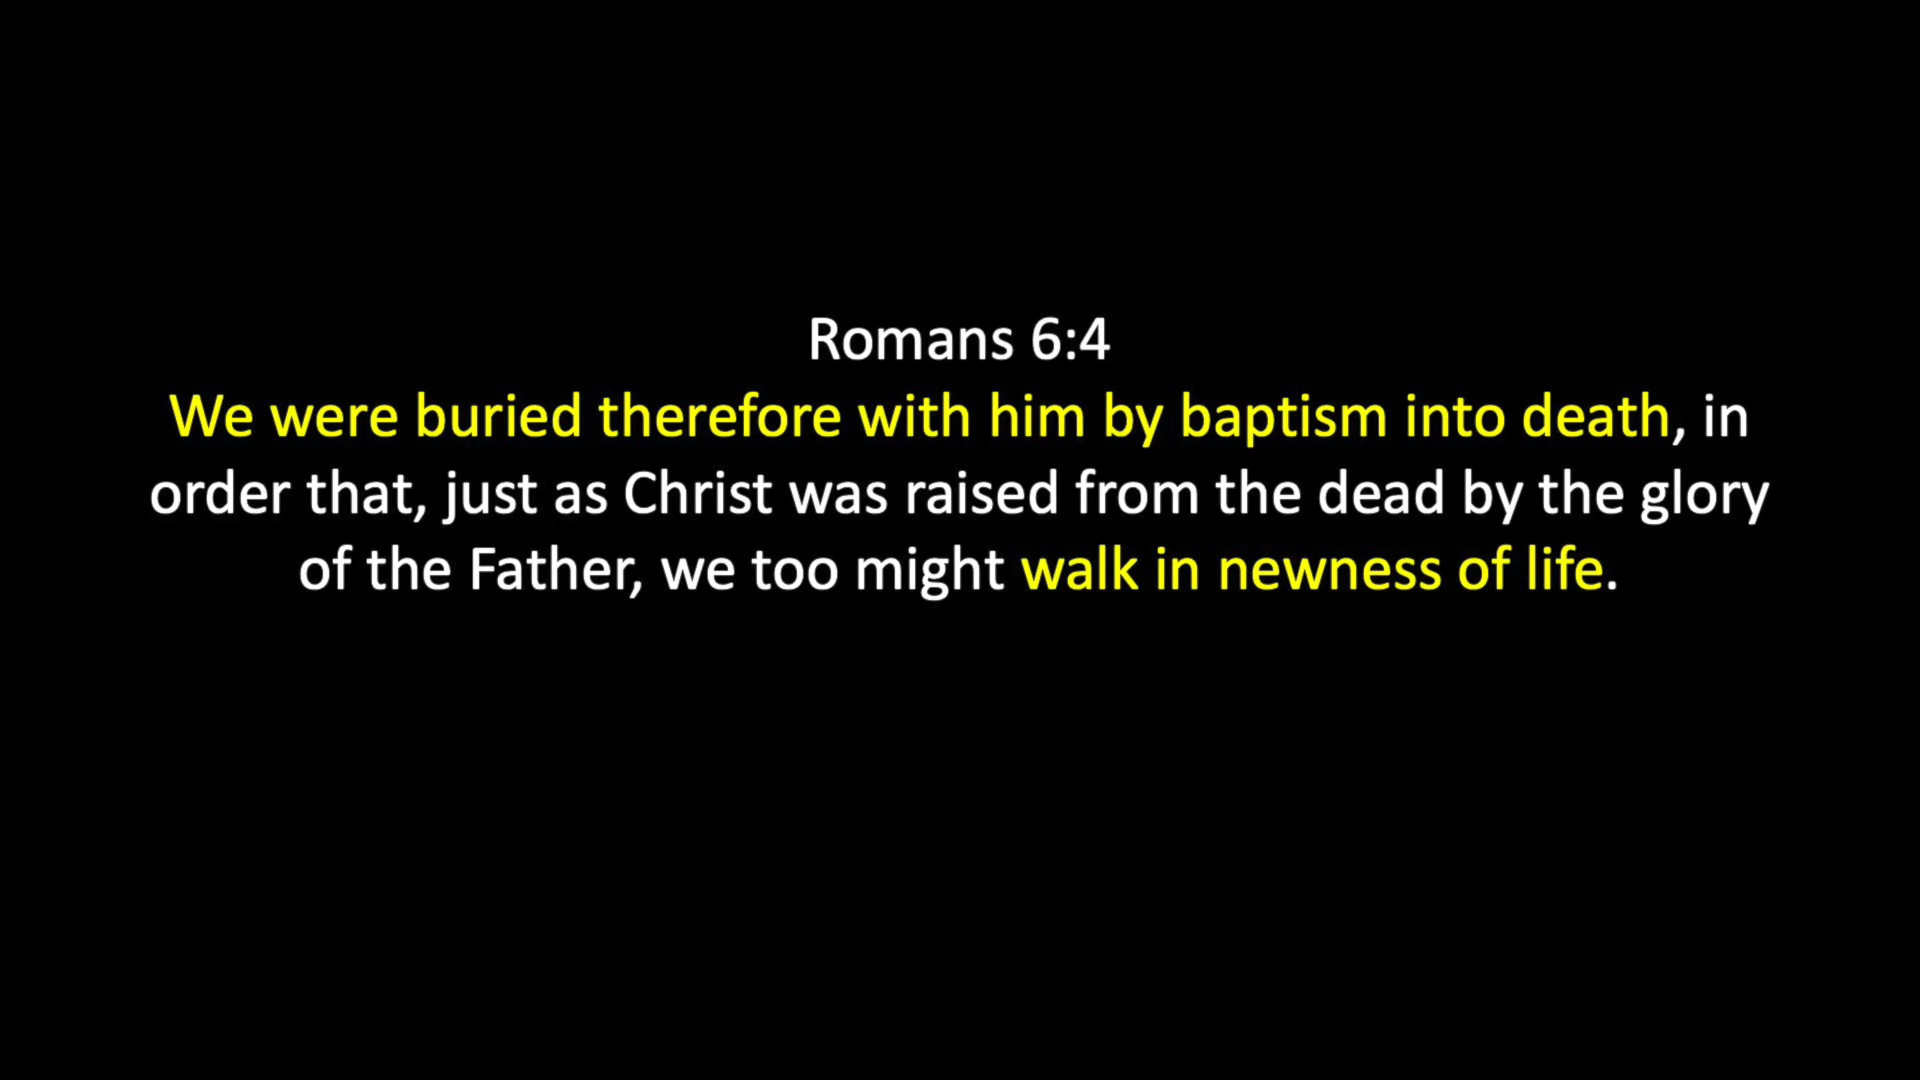 Romans 6:4
We were buried therefore with him by baptism into death, in
order that, just as Christ was raised from the dead by the glory
of the Father, we too might walk in newness of life.